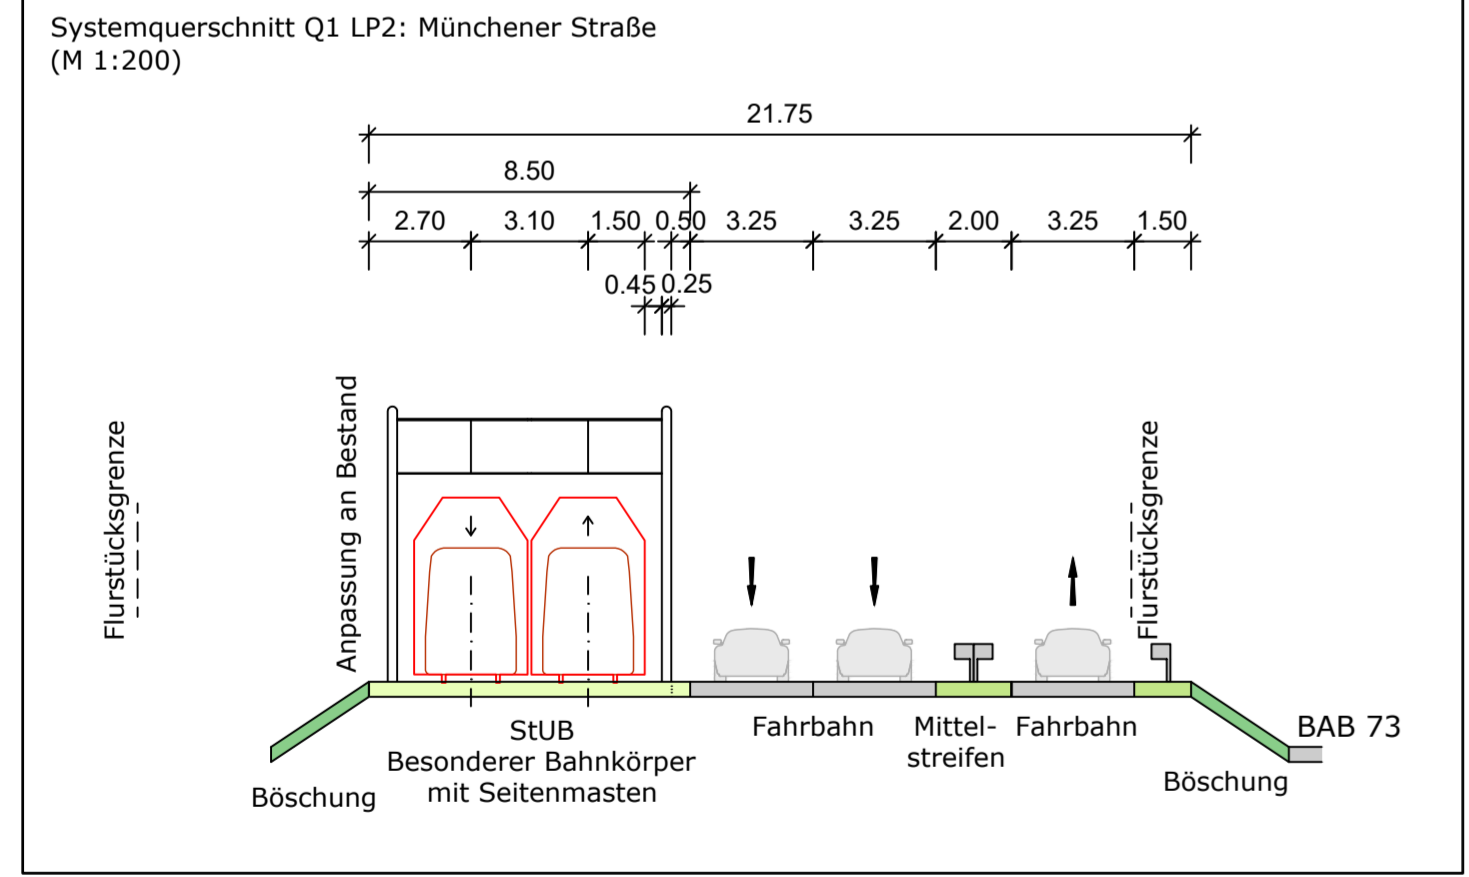 Systemquerschnitt Q1 LP2: Münchener Straße
(M 1:200)
21.75
8.50
2.70 3.10 1.50 0.50 3.25 3.25 2.00 3.25 1.50
0.45 0.25
Flurstücksgrenze
Anpassung an Bestand
Flurstücksgrenze
StUB
Besonderer Bahnkörper
mit Seitenmasten
Fahrbahn
Mittel-
streifen
Fahrbahn
BAB 73
Böschung
Böschung